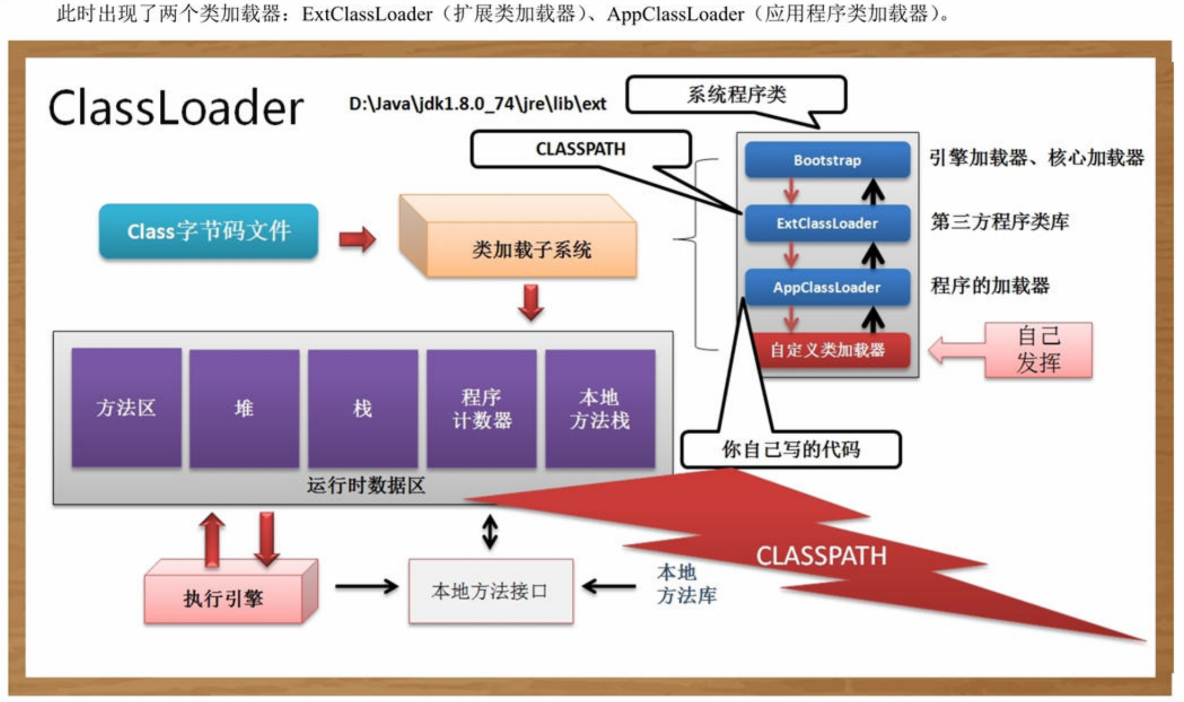 此时出现了两个类加载器：ExtClassLoader（扩展类加载器）、AppClassLoader（应用程序类加载器）。
ClassLoader
D:\Java\jdk1.8.0_74\jre\lib\ext
系统程序类
CLASSPATH
Bootstrap
引擎加载器、核心加载器
Class字节码文件
类加载子系统
ExtClassLoader
第三方程序类库
AppClassLoader
程序的加载器
自定义类加载器
自己
发挥
方法区
堆
栈
程序
计数器
本地
方法栈
你自己写的代码
运行时数据区
CLASSPATH
执行引擎
本地方法接口
本地
方法库